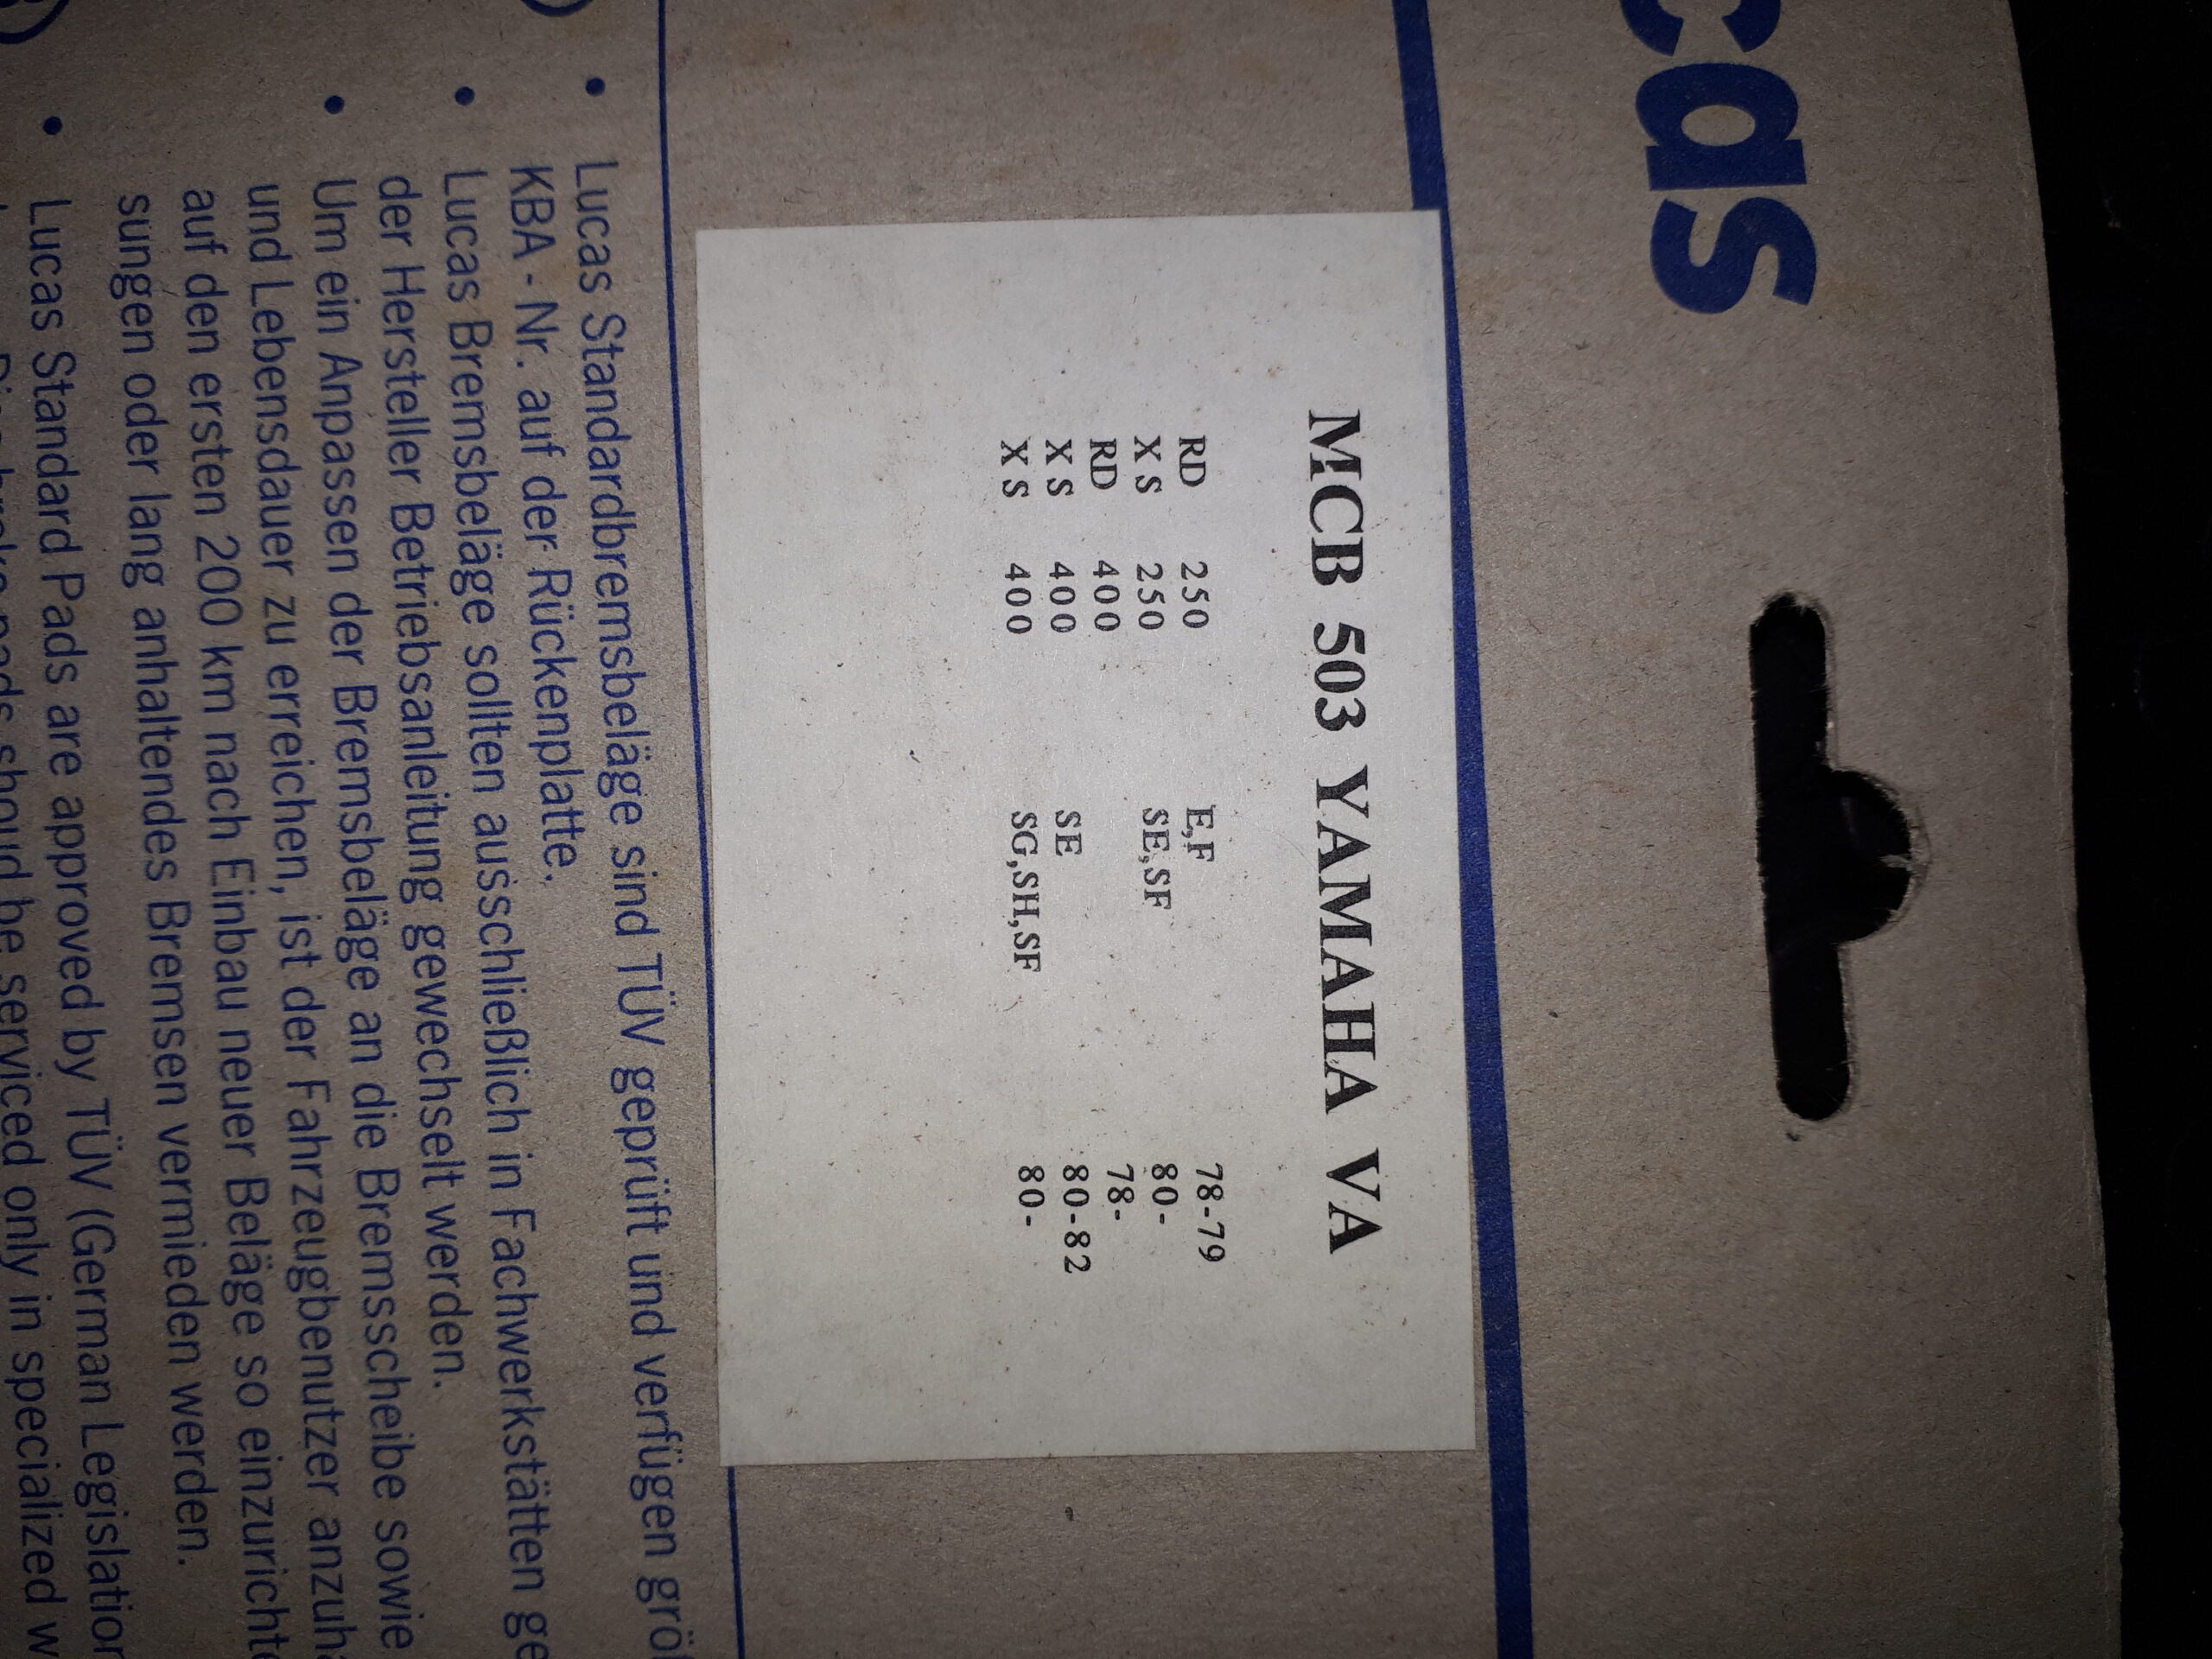 cas
MCB 503 YAMAHA VA
RD 250 E,F 78-79
XS 250 SE,SF 80-
RD 400 78-
XS 400 SE 80-82
XS 400 SG,SH,SF 80-
• Lucas Standardbremsbeläge sind TÜV geprüft und verfügen
KBA - Nr. auf der Rückenplatte.
• Lucas Bremsbeläge sollten ausschließlich in Fachwerkstätten
der Hersteller Betriebsanleitung gewechselt werden.
• Um ein Anpassen der Bremsbeläge an die Bremsscheibe sowie
und Lebensdauer zu erreichen, ist der Fahrzeugbenutzer
auf den ersten 200 km nach Einbau neuer Beläge so
sungen oder lang anhaltendes Bremsen vermieden werden.
• Lucas Standard Pads are approved by TÜV (German Legislation
pads should be serviced only in specialized